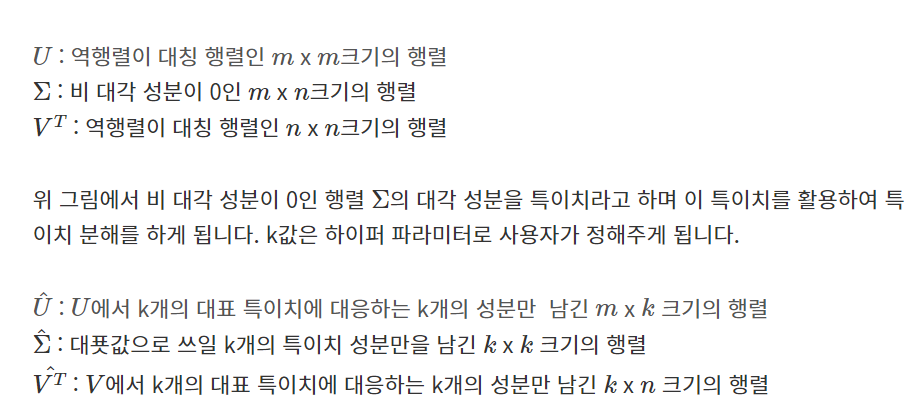 U : 역행렬이 대칭 행렬인 m x m크기의 행렬
Σ : 비 대각 성분이 0인 m x n크기의 행렬
V^T : 역행렬이 대칭 행렬인 n x n크기의 행렬
위 그림에서 비 대각 성분이 0인 행렬 Σ의 대각 성분을 특이치라고 하며 이 특이치를 활용하여 특
이치 분해를 하게 됩니다. k값은 하이퍼 파라미터로 사용자가 정해주게 됩니다.
Û : U에서 k개의 대표 특이치에 대응하는 k개의 성분만 남긴 m x k 크기의 행렬
Σ̂ : 대푯값으로 쓰일 k개의 특이치 성분만을 남긴 k x k 크기의 행렬
V̂^T : V에서 k개의 대표 특이치에 대응하는 k개의 성분만 남긴 k x n 크기의 행렬